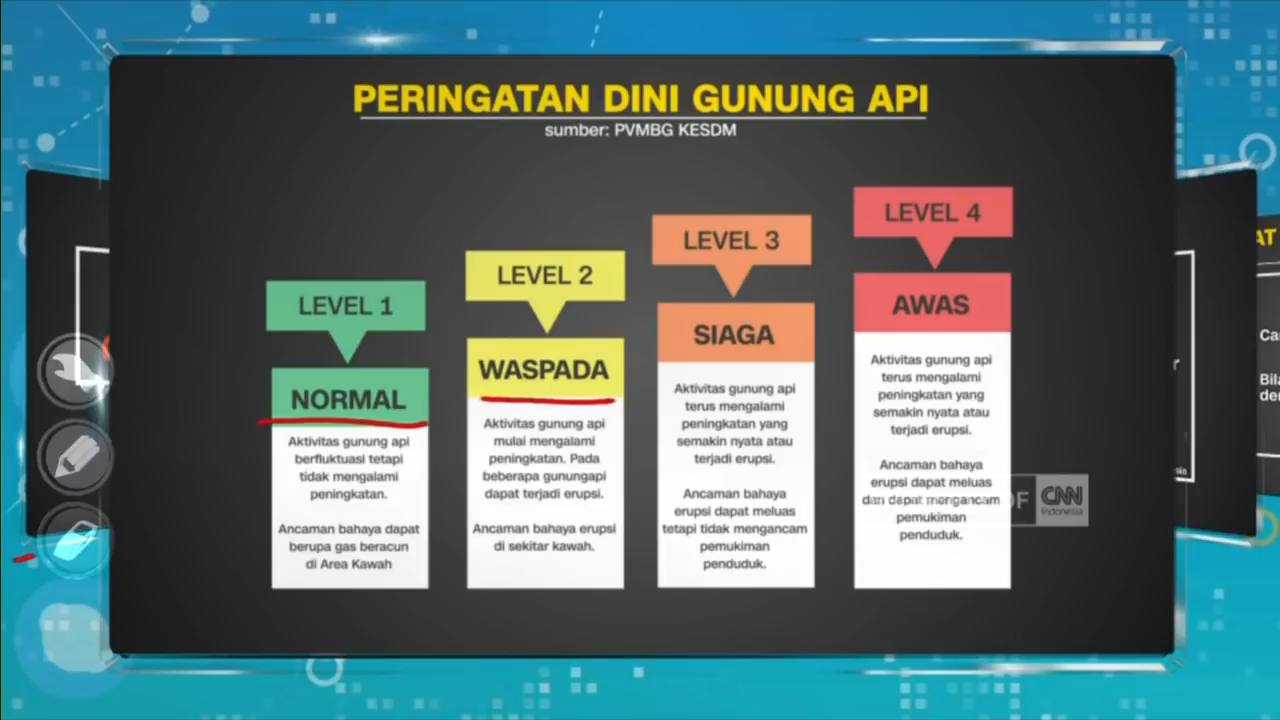 PERINGATAN DINI GUNUNG API
sumber: PVMBG KESDM
LEVEL 1
NORMAL
Aktivitas gunung api
berfluktuasi tetapi
tidak mengalami
peningkatan.
Ancaman bahaya dapat
berupa gas beracun
di Area Kawah
LEVEL 2
WASPADA
Aktivitas gunung api
mulai mengalami
peningkatan. Pada
beberapa gunungapi
dapat terjadi erupsi.
Ancaman bahaya erupsi
di sekitar kawah.
LEVEL 3
SIAGA
Aktivitas gunung api
terus mengalami
peningkatan yang
semakin nyata atau
terjadi erupsi.
Ancaman bahaya
erupsi dapat meluas
tetapi tidak mengancam
pemukiman
penduduk.
LEVEL 4
AWAS
Aktivitas gunung api
terus mengalami
peningkatan yang
semakin nyata atau
terjadi erupsi.
Ancaman bahaya
erupsi dapat meluas
dan dapat mengancam
pemukiman
penduduk.
CNN
Indonesia